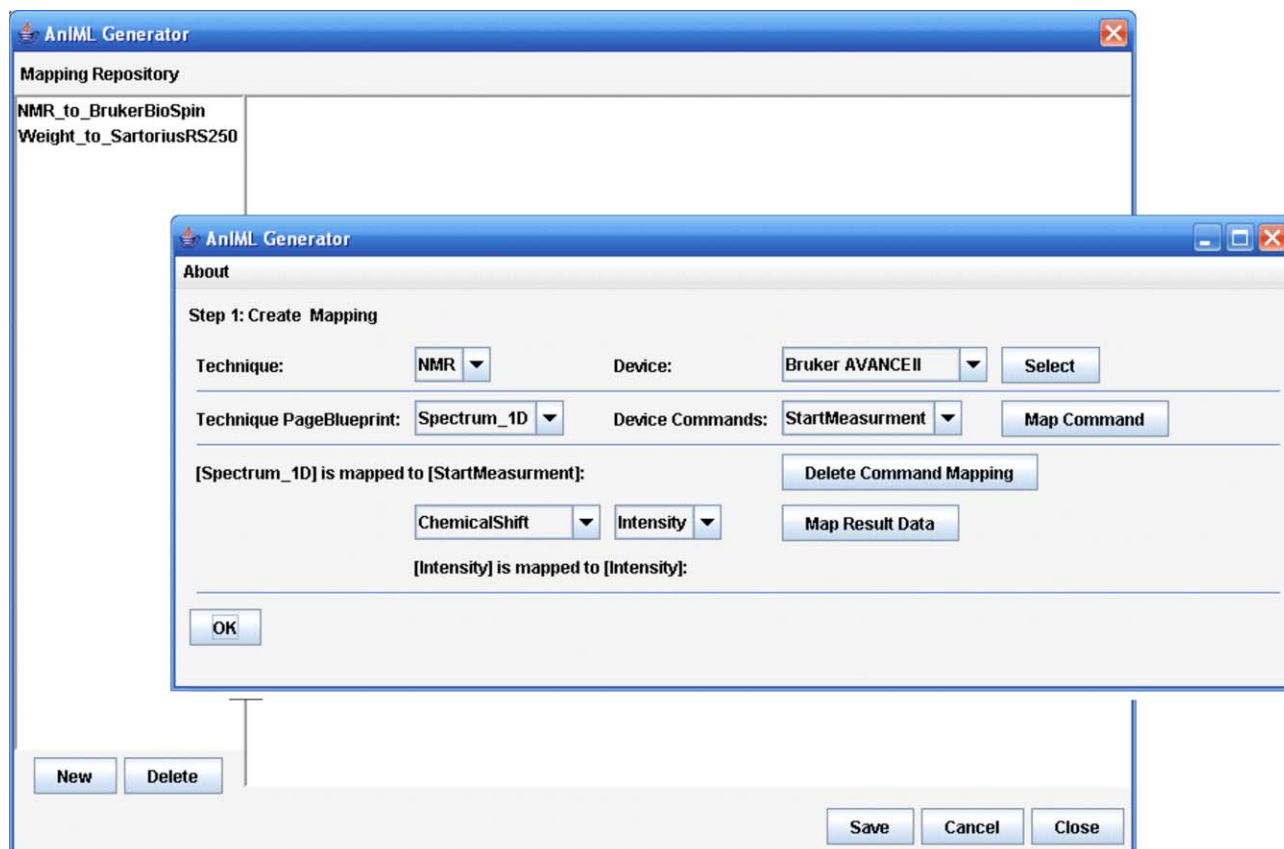 AnIML Generator
Mapping Repository
NMR_to_BrukerBioSpin
Weight_to_SartoriusRS250
AnIML Generator
About
Step 1: Create Mapping
Technique: NMR Device: Bruker AVANCEII Select
Technique PageBlueprint: Spectrum_1D Device Commands: StartMeasurment Map Command
[Spectrum_1D] is mapped to [StartMeasurment]: Delete Command Mapping
ChemicalShift Intensity Map Result Data
[Intensity] is mapped to [Intensity]:
OK
New Delete
Save Cancel Close